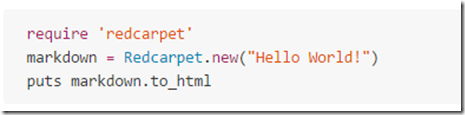 require 'redcarpet'
markdown = Redcarpet.new("Hello World!")
puts markdown.to_html